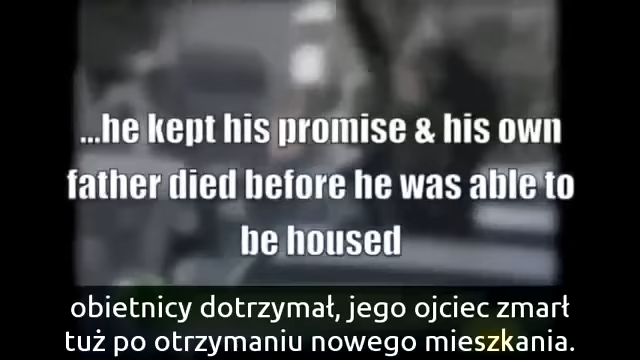 ...he kept his promise & his own
father died before he was able to
be housed
obietnicy dotrzymał, jego ojciec zmarł
tuż po otrzymaniu nowego mieszkania.